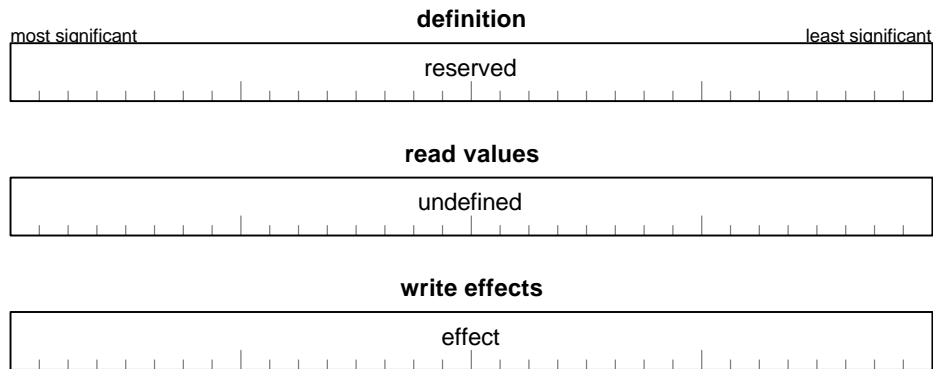 definition
most significant least significant
reserved
read values
undefined
write effects
effect